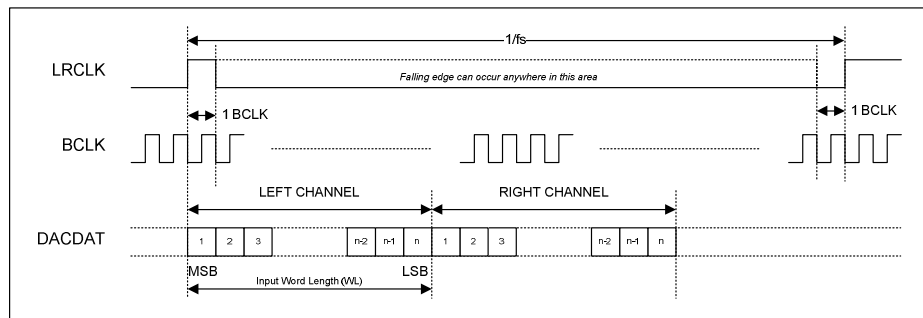 1/fs
LRCLK
Falling edge can occur anywhere in this area
1 BCLK
1 BCLK
BCLK
LEFT CHANNEL
RIGHT CHANNEL
DACDAT
1 2 3 n-2 n-1 n 1 2 3 n-2 n-1 n
MSB
LSB
Input Word Length (WL)